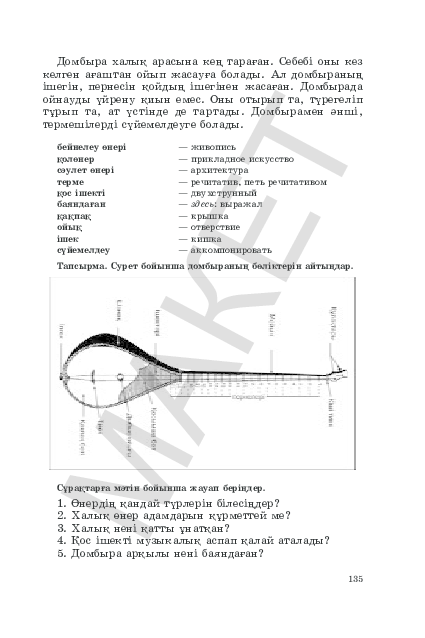 Домбыра халық арасына кең тараған. Себебі оны кез
келген ағаштан ойып жасауға болады. Ал домбыраның
ішегін, пернесін қойдың ішегінен жасаған. Домбырада
ойнауды үйрену қиын емес. Оны отырып та, түрегеліп
тұрып та, ат үстінде де тартады. Домбырамен әнші,
термешілерді сүйемелдеуге болады.
бейнелеу өнері — живопись
қолөнер — прикладное искусство
сәулет өнері — архитектура
терме — речитатив, петь речитативом
қос ішекті — двухструнный
баяндаған — здесь: выражал
қақпақ — крышка
ойық — отверствие
ішек — кишка
сүйемелдеу — аккомпонировать
Тапсырма. Сурет бойынша домбыраның бөліктерін айтыңдар.
Мойын
Тиек
МАКЕТ
Сұрақтарға мәтін бойынша жауап беріңдер.
1. Өнердің қандай түрлерін білесіңдер?
2. Халық өнер адамдарын құрметтей ме?
3. Халық нені қатты ұнатқан?
4. Қос ішекті музыкалық аспап қалай аталады?
5. Домбыра арқылы нені баяндаған?
135